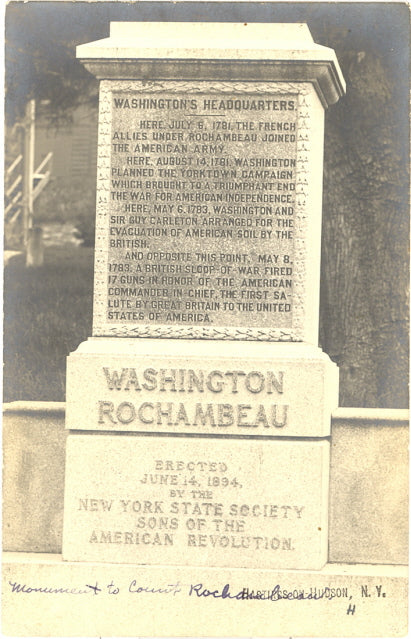 WASHINGTON'S HEADQUARTERS.
HERE, JULY 6, 1781, THE FRENCH
ALLIES UNDER ROCHAMBEAU JOINED
THE AMERICAN ARMY.
HERE, AUGUST 14, 1781, WASHINGTON
PLANNED THE YORKTOWN CAMPAIGN
WHICH BROUGHT TO A TRIUMPHANT END
THE WAR FOR AMERICAN INDEPENDENCE.
HERE, MAY 6, 1783, WASHINGTON AND
SIR GUY CARLETON ARRANGED FOR THE
EVACUATION OF AMERICAN SOIL BY THE
BRITISH.
AND OPPOSITE THIS POINT, MAY 8,
1783, A BRITISH SLOOP-OF-WAR FIRED
17 GUNS IN HONOR OF THE AMERICAN
COMMANDER-IN-CHIEF, THE FIRST SA-
LUTE BY GREAT BRITAIN TO THE UNITED
STATES OF AMERICA.
WASHINGTON
ROCHAMBEAU
ERECTED
JUNE 14, 1894,
BY THE
NEW YORK STATE SOCIETY
SONS OF THE
AMERICAN REVOLUTION.
Monument to Count Rochambeau,
HASTINGS-ON-HUDSON, N. Y.
H